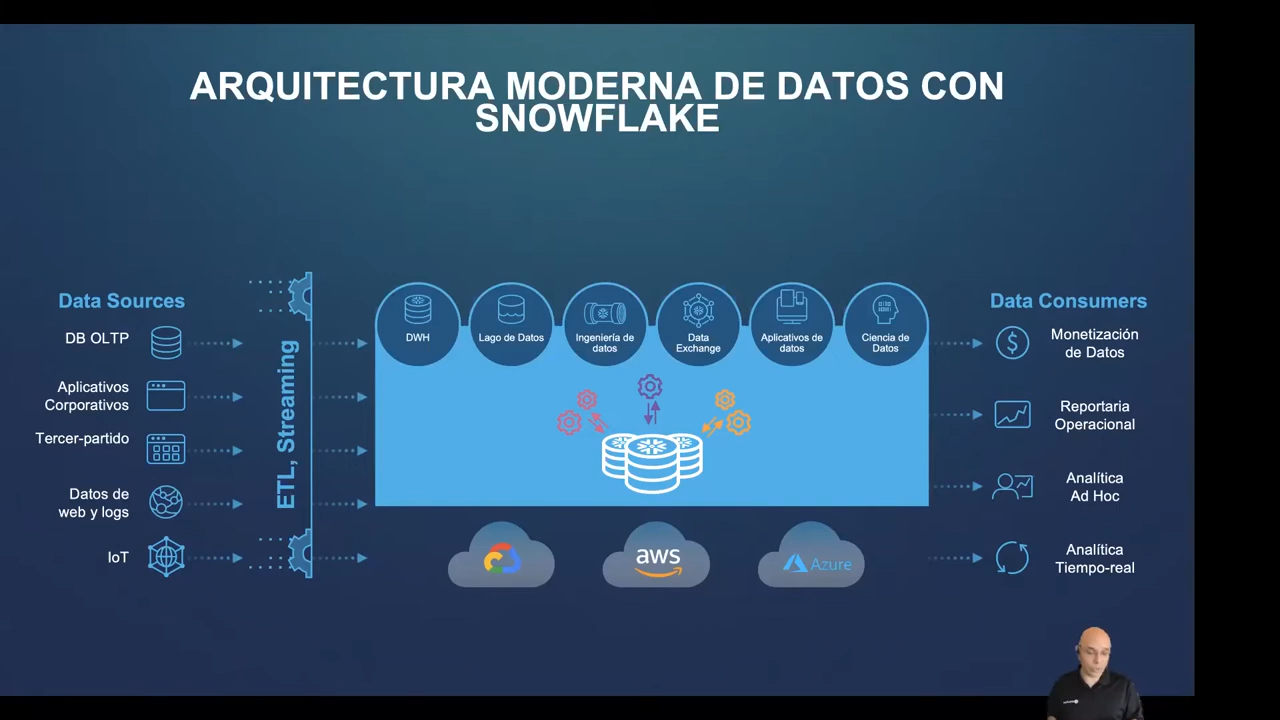 ARQUITECTURA MODERNA DE DATOS CON
SNOWFLAKE
Data Sources
DB OLTP
Aplicativos
Corporativos
Tercer-partido
Datos de
web y logs
IoT
ETL, Streaming
DWH
Lago de Datos
Ingeniería de
datos
Data
Exchange
Aplicativos de
datos
Ciencia de
Datos
aws
Azure
Data Consumers
Monetización
de Datos
Reportaria
Operacional
Analítica
Ad Hoc
Analítica
Tiempo-real